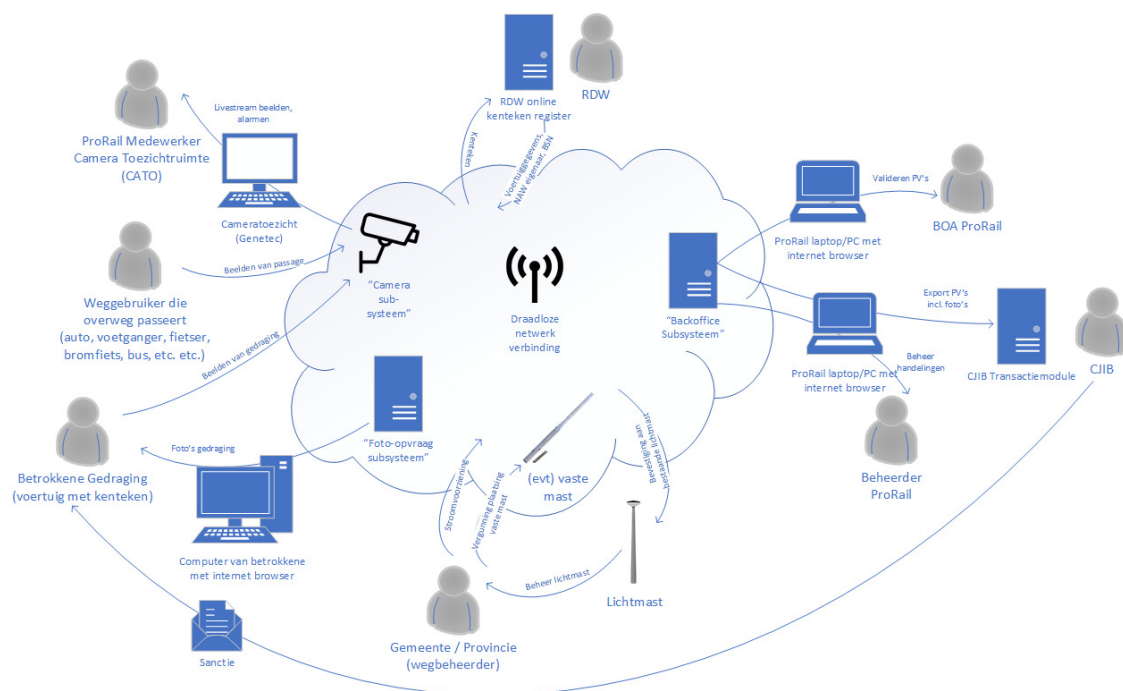 RDW online
kenteken register
RDW
Livestream beelden,
alarmen
ProRail Medewerker
Camera Toezichtruimte
(CATO)
Kenteken
Voertuiggegevens,
NAW eigenaar, BSN
Cameratoezicht
(Genetec)
Valideren PV's
BOA ProRail
ProRail laptop/PC met
internet browser
Beelden van passage
Weggebruiker die
overweg passeert
(auto, voetganger, fietser,
bromfiets, bus, etc. etc.)
"Camera
sub-
systeem"
Draadloze
netwerk
verbinding
"Backoffice
Subsysteem"
Export PV's
incl. foto's
ProRail laptop/PC met
internet browser
Beheer
handelingen
CJIB Transactiemodule
CJIB
Beelden van gedraging
"Foto-opvraag
subsysteem"
Foto's gedraging
Betrokkene Gedraging
(voertuig met kenteken)
Beheerder
ProRail
Stroomvoorziening
Vergunning plaatsing
vaste mast
(evt) vaste
mast
Bevestiging aan
bestaande lichtmast
Computer van betrokkene
met internet browser
Beheer lichtmast
Lichtmast
Gemeente / Provincie
(wegbeheerder)
Sanctie